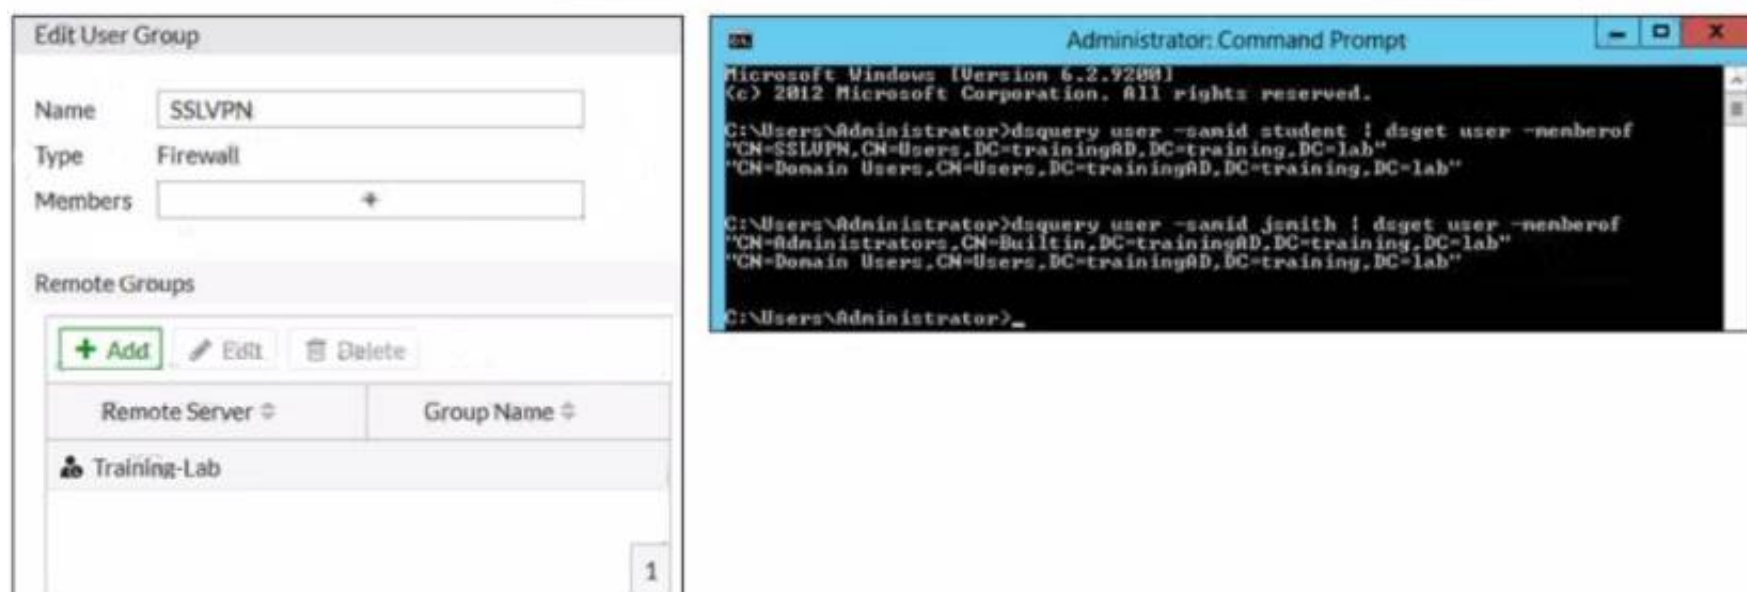 Edit User Group
Name SSLVPN
Type Firewall
Members +
Remote Groups
+ Add Edit Delete
Remote Server Group Name
Training-Lab
1
Administrator: Command Prompt
Microsoft Windows [Version 6.2.9200]
(c) 2012 Microsoft Corporation. All rights reserved.
C:\Users\Administrator>dsquery user -samid student | dsget user -memberof
"CN=SSLVPN,CN=Users,DC=trainingAD,DC=training,DC=lab"
"CN=Domain Users,CN=Users,DC=trainingAD,DC=training,DC=lab"
C:\Users\Administrator>dsquery user -samid jsmith | dsget user -memberof
"CN=Administrators,CN=Builtin,DC=trainingAD,DC=training,DC=lab"
"CN=Domain Users,CN=Users,DC=trainingAD,DC=training,DC=lab"
C:\Users\Administrator>_